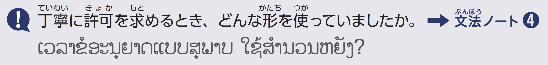 ! 丁寧に許可を求めるとき、どんな形を使っていましたか。 ➡ 文法ノート❹
ເວລາຂໍອະນຸຍາດແບບສຸພາບ ໃຊ້ສຳນວນຫຍັງ?